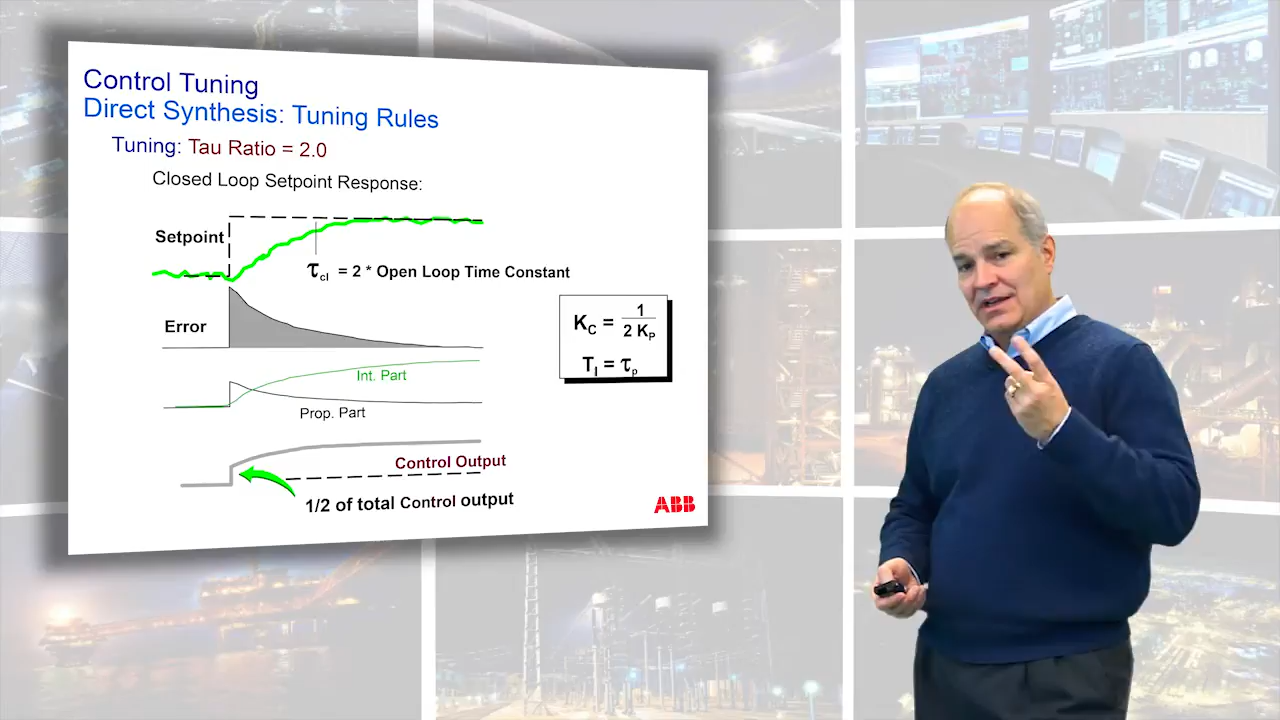 Control Tuning
Direct Synthesis: Tuning Rules
Tuning: Tau Ratio = 2.0
Closed Loop Setpoint Response:
Setpoint
τcl = 2 * Open Loop Time Constant
Error
KC = 1 / 2 KP
TI = τp
Int. Part
Prop. Part
Control Output
1/2 of total Control output
ABB